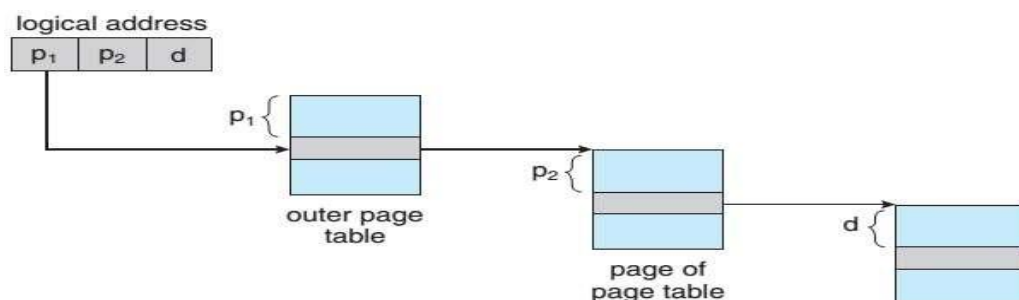 logical address
p₁ p₂ d
p₁
outer page
table
p₂
page of
page table
d